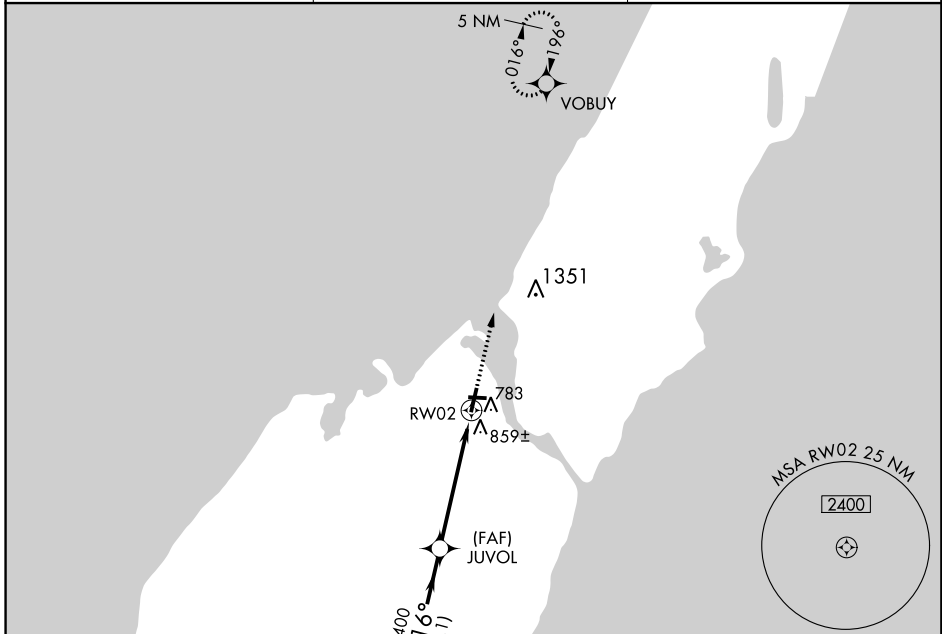 5 NM
016°
196°
VOBUY
1351
783
RW02
859±
MSA RW02 25 NM
2400
(FAF)
JUVOL